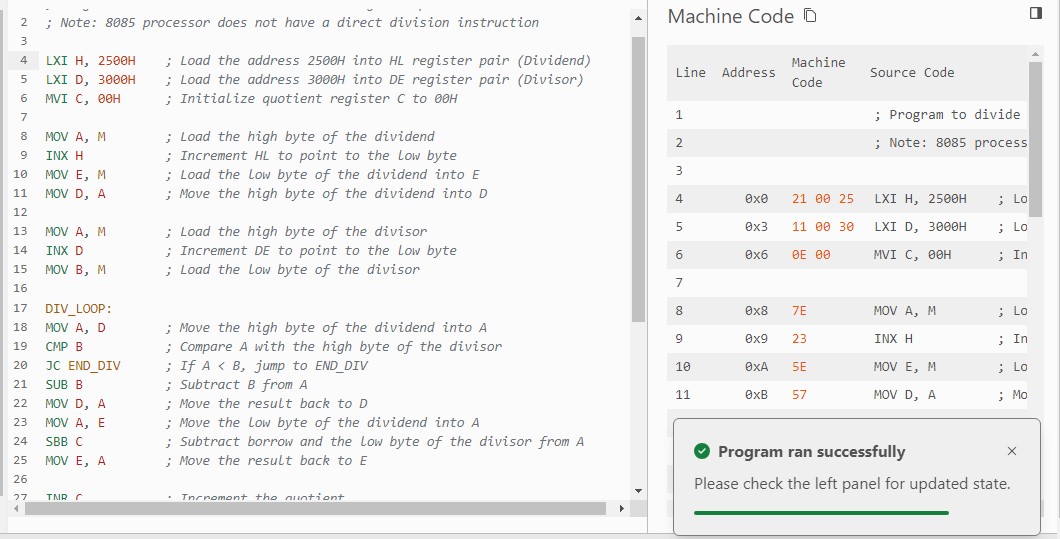 2 ; Note: 8085 processor does not have a direct division instruction
3
4 LXI H, 2500H ; Load the address 2500H into HL register pair (Dividend)
5 LXI D, 3000H ; Load the address 3000H into DE register pair (Divisor)
6 MVI C, 00H ; Initialize quotient register C to 00H
7
8 MOV A, M ; Load the high byte of the dividend
9 INX H ; Increment HL to point to the low byte
10 MOV E, M ; Load the low byte of the dividend into E
11 MOV D, A ; Move the high byte of the dividend into D
12
13 MOV A, M ; Load the high byte of the divisor
14 INX D ; Increment DE to point to the low byte
15 MOV B, M ; Load the low byte of the divisor
16
17 DIV_LOOP:
18 MOV A, D ; Move the high byte of the dividend into A
19 CMP B ; Compare A with the high byte of the divisor
20 JC END_DIV ; If A < B, jump to END_DIV
21 SUB B ; Subtract B from A
22 MOV D, A ; Move the result back to D
23 MOV A, E ; Move the low byte of the dividend into A
24 SBB C ; Subtract borrow and the low byte of the divisor from A
25 MOV E, A ; Move the result back to E
26
27 INR C ; Increment the quotient
Machine Code
Line Address Machine Code Source Code
1 ; Program to divide
2 ; Note: 8085 process
3
4 0x0 21 00 25 LXI H, 2500H ; Lo
5 0x3 11 00 30 LXI D, 3000H ; Lo
6 0x6 0E 00 MVI C, 00H ; In
7
8 0x8 7E MOV A, M ; Lo
9 0x9 23 INX H ; In
10 0xA 5E MOV E, M ; Lo
11 0xB 57 MOV D, A ; Mo
Program ran successfully
Please check the left panel for updated state.